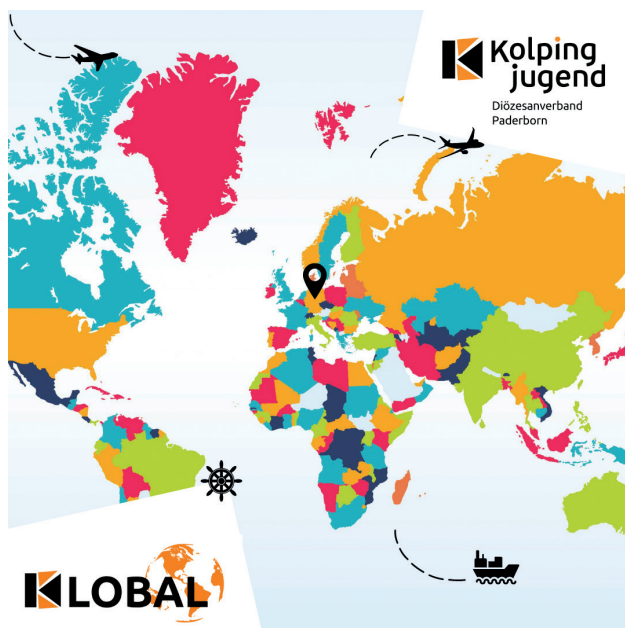 Kolping
jugend
Diözesanverband
Paderborn
KLOBAL